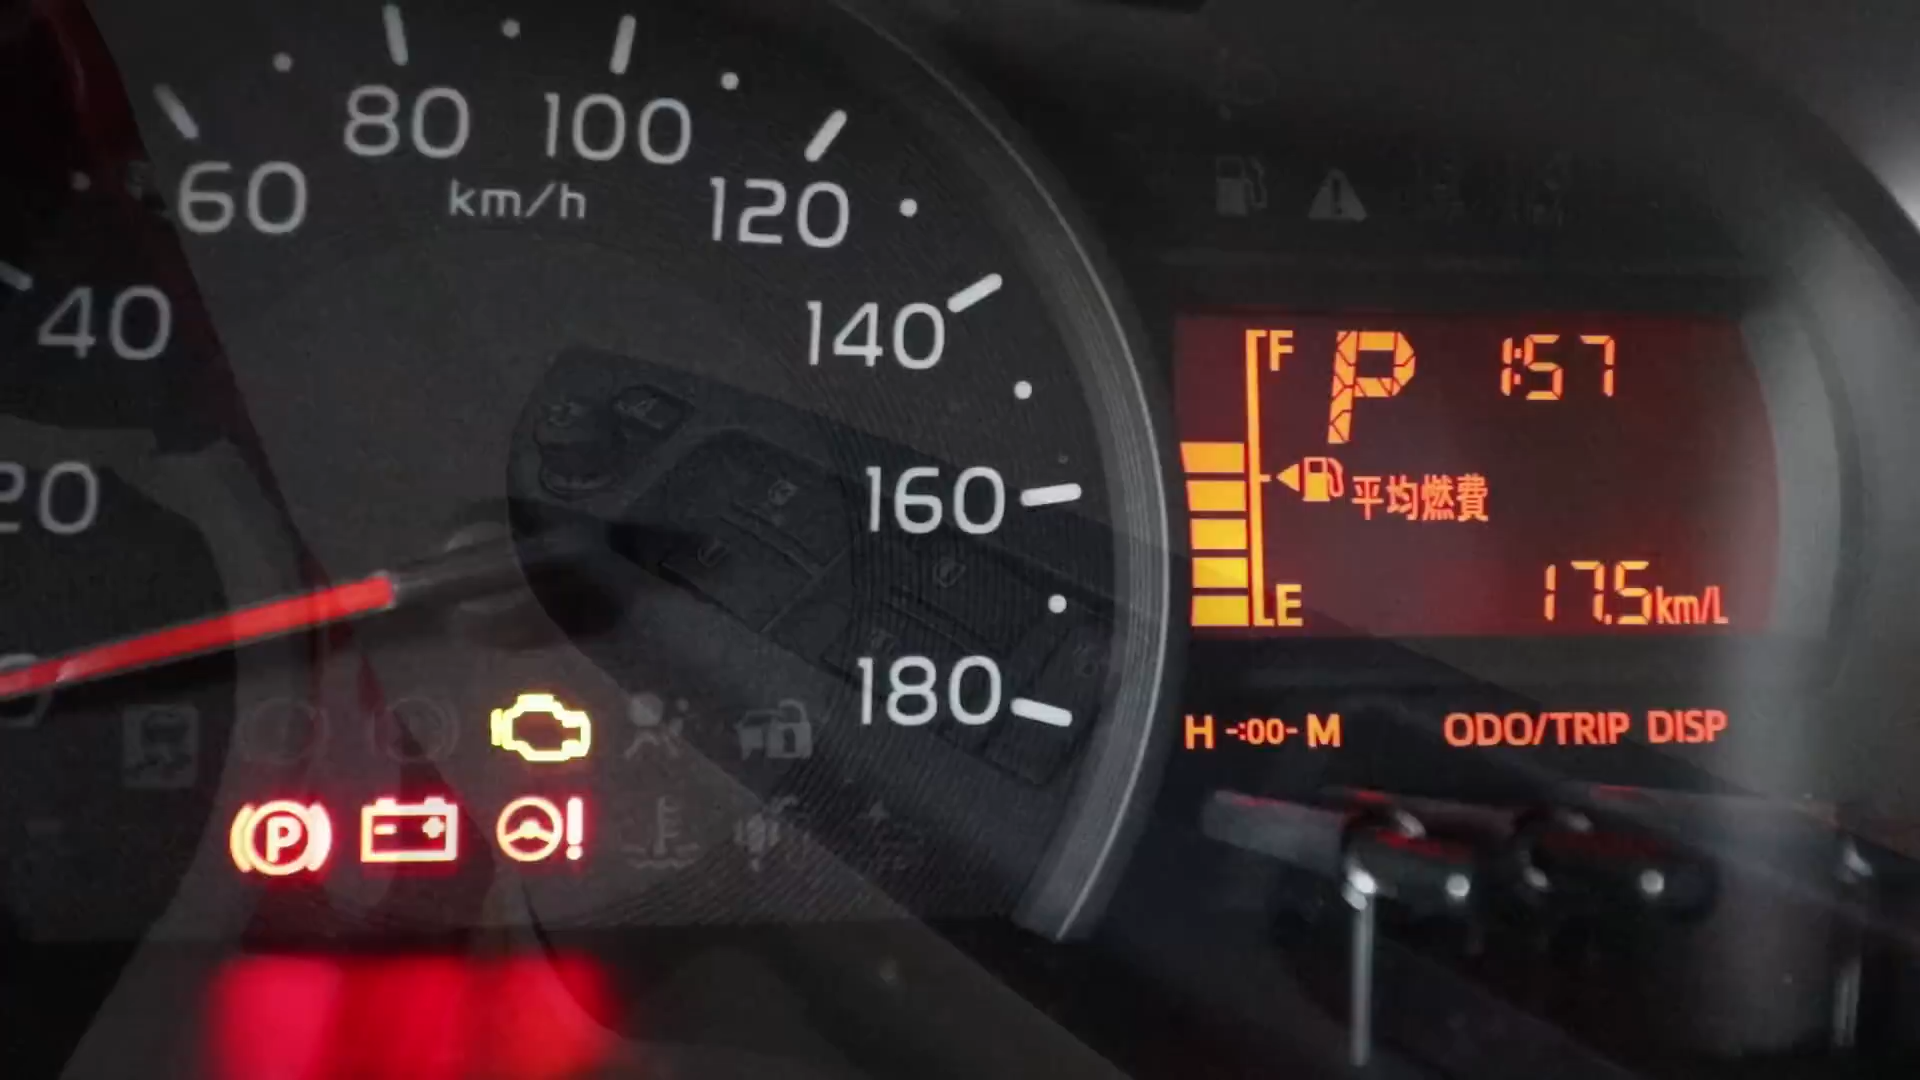 80 100
60 km/h 120
40 140
20 160
180
F P 1:57
平均燃費
E 17.5km/L
H -:00- M ODO/TRIP DISP
P